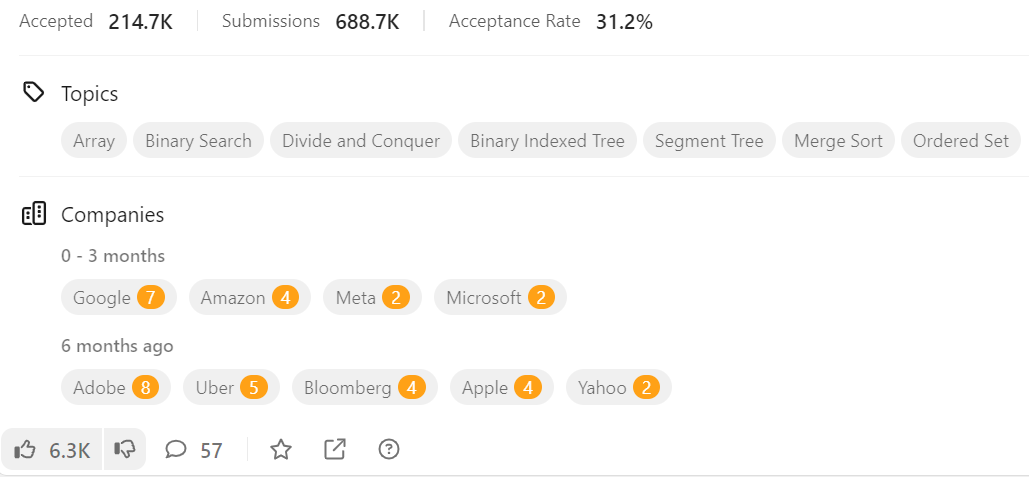 Accepted 214.7K Submissions 688.7K Acceptance Rate 31.2%
Topics
Array Binary Search Divide and Conquer Binary Indexed Tree Segment Tree Merge Sort Ordered Set
Companies
0 - 3 months
Google 7 Amazon 4 Meta 2 Microsoft 2
6 months ago
Adobe 8 Uber 5 Bloomberg 4 Apple 4 Yahoo 2
6.3K 57